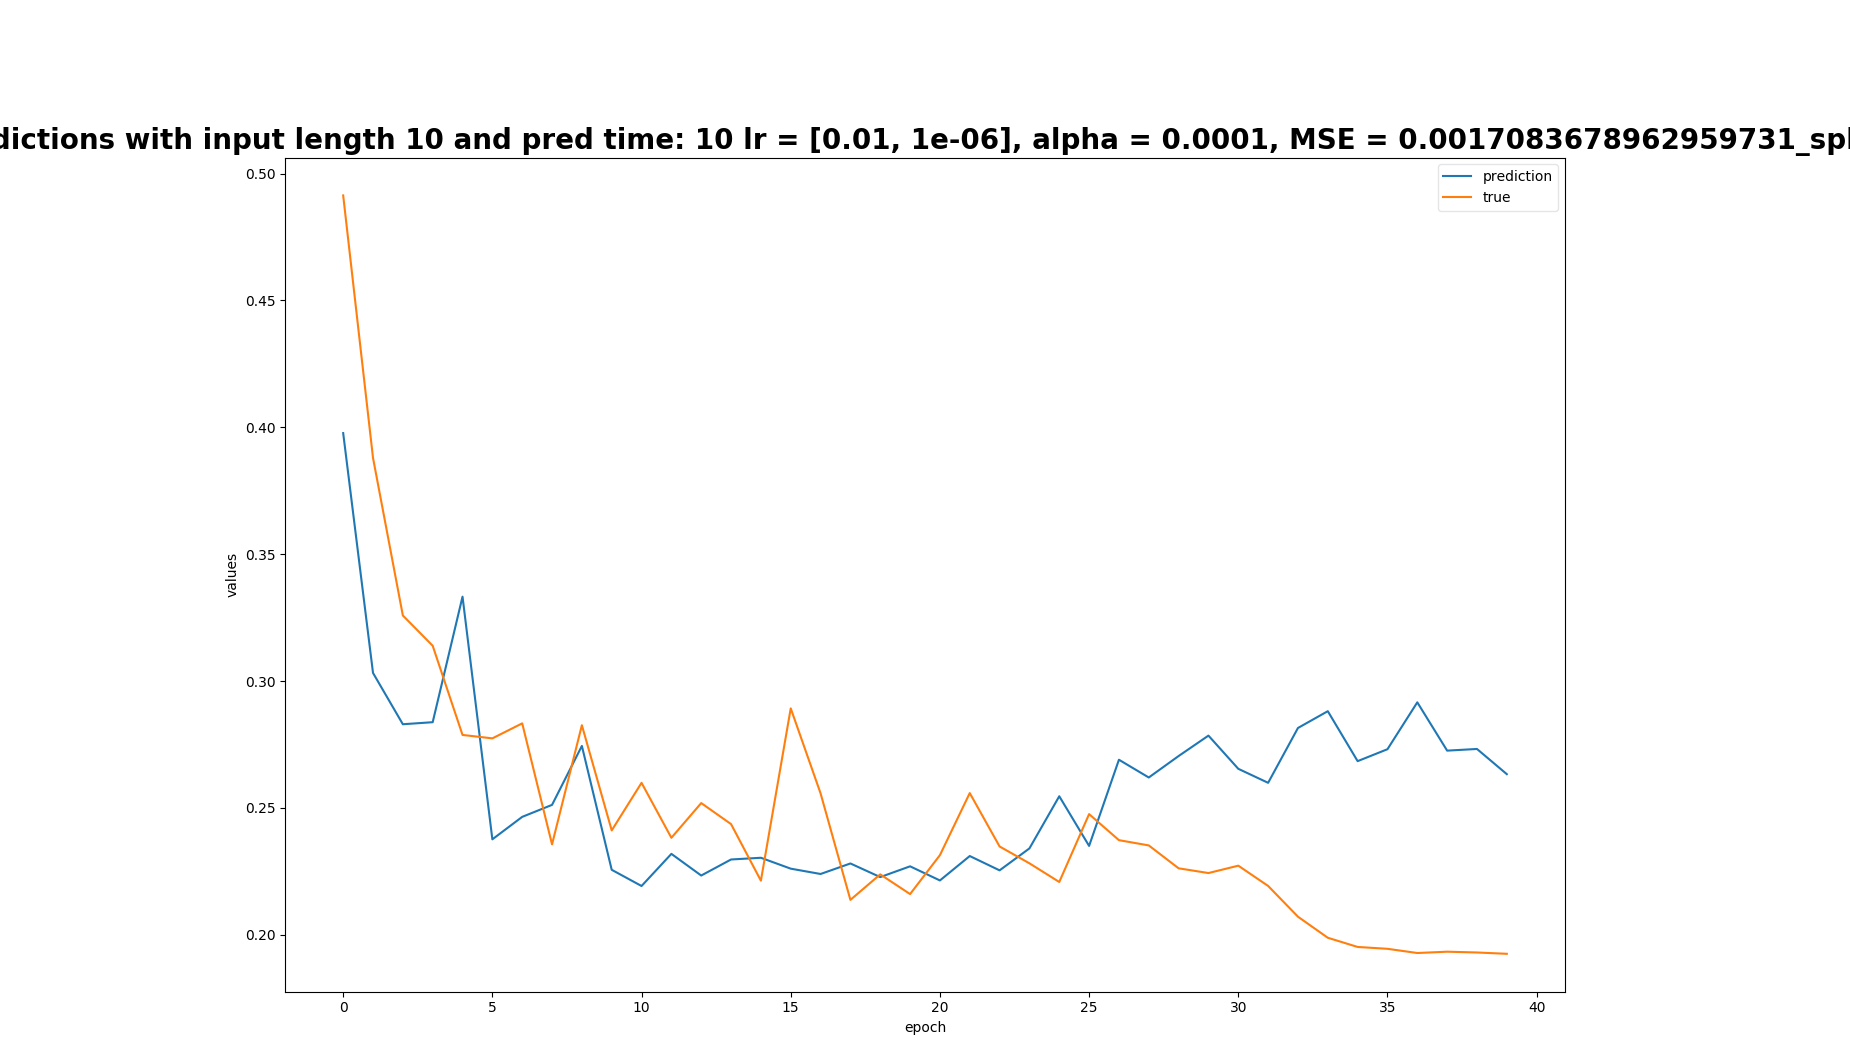 dictions with input length 10 and pred time: 10 lr = [0.01, 1e-06], alpha = 0.0001, MSE = 0.0017083678962959731_spl
prediction
true
0.50
0.45
0.40
0.35
0.30
0.25
0.20
values
0 5 10 15 20 25 30 35 40
epoch